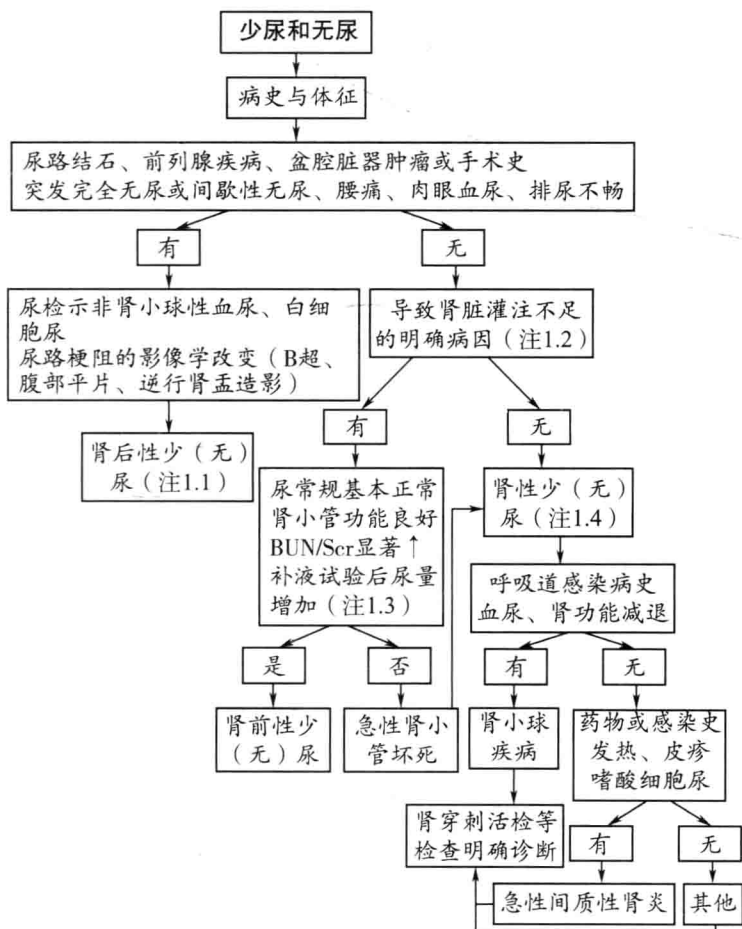 少尿和无尿
病史与体征
尿路结石、前列腺疾病、盆腔脏器肿瘤或手术史
突发完全无尿或间歇性无尿、腰痛、肉眼血尿、排尿不畅
有
无
尿检示非肾小球性血尿、白细
胞尿
尿路梗阻的影像学改变（B超、
腹部平片、逆行肾盂造影）
导致肾脏灌注不足
的明确病因（注1.2）
肾后性少（无）
尿（注1.1）
有
无
尿常规基本正常
肾小管功能良好
BUN/Scr显著↑
补液试验后尿量
增加（注1.3）
肾性少（无）
尿（注1.4）
呼吸道感染病史
血尿、肾功能减退
是
否
有
无
肾前性少
（无）尿
急性肾小
管坏死
肾小球
疾病
药物或感染史
发热、皮疹
嗜酸细胞尿
肾穿刺活检等
检查明确诊断
有
无
急性间质性肾炎
其他